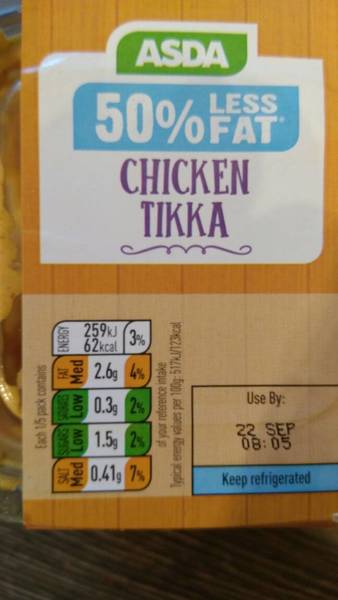 ASDA
50% LESS FAT*
CHICKEN
TIKKA
Each 1/5 pack contains
ENERGY 259kJ 62kcal 3%
FAT Med 2.6g 4%
SATURATES Low 0.3g 2%
SUGARS Low 1.5g 2%
SALT Med 0.41g 7%
of your reference intake
Typical energy values per 100g: 517kJ/123kcal
Use By:
22 SEP
08:05
Keep refrigerated